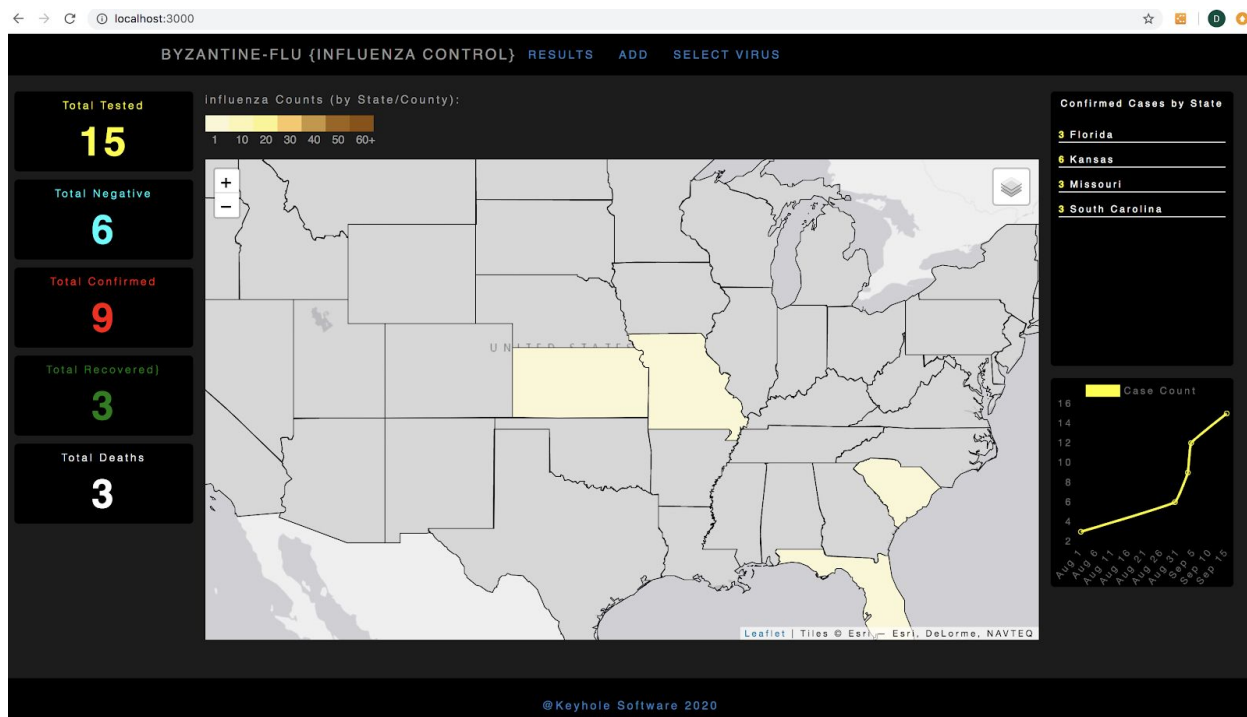 localhost:3000
D
BYZANTINE-FLU {INFLUENZA CONTROL} RESULTS ADD SELECT VIRUS
Total Tested
15
Total Negative
6
Total Confirmed
9
Total Recovered}
3
Total Deaths
3
influenza Counts (by State/County):
1 10 20 30 40 50 60+
+
−
UNITED STATES
Leaflet | Tiles © Esri — Esri, DeLorme, NAVTEQ
Confirmed Cases by State
3 Florida
6 Kansas
3 Missouri
3 South Carolina
Case Count
16
14
12
10
8
6
4
2
Aug 1 Aug 6 Aug 11 Aug 16 Aug 21 Aug 26 Aug 31 Sep 5 Sep 10 Sep 15
@Keyhole Software 2020